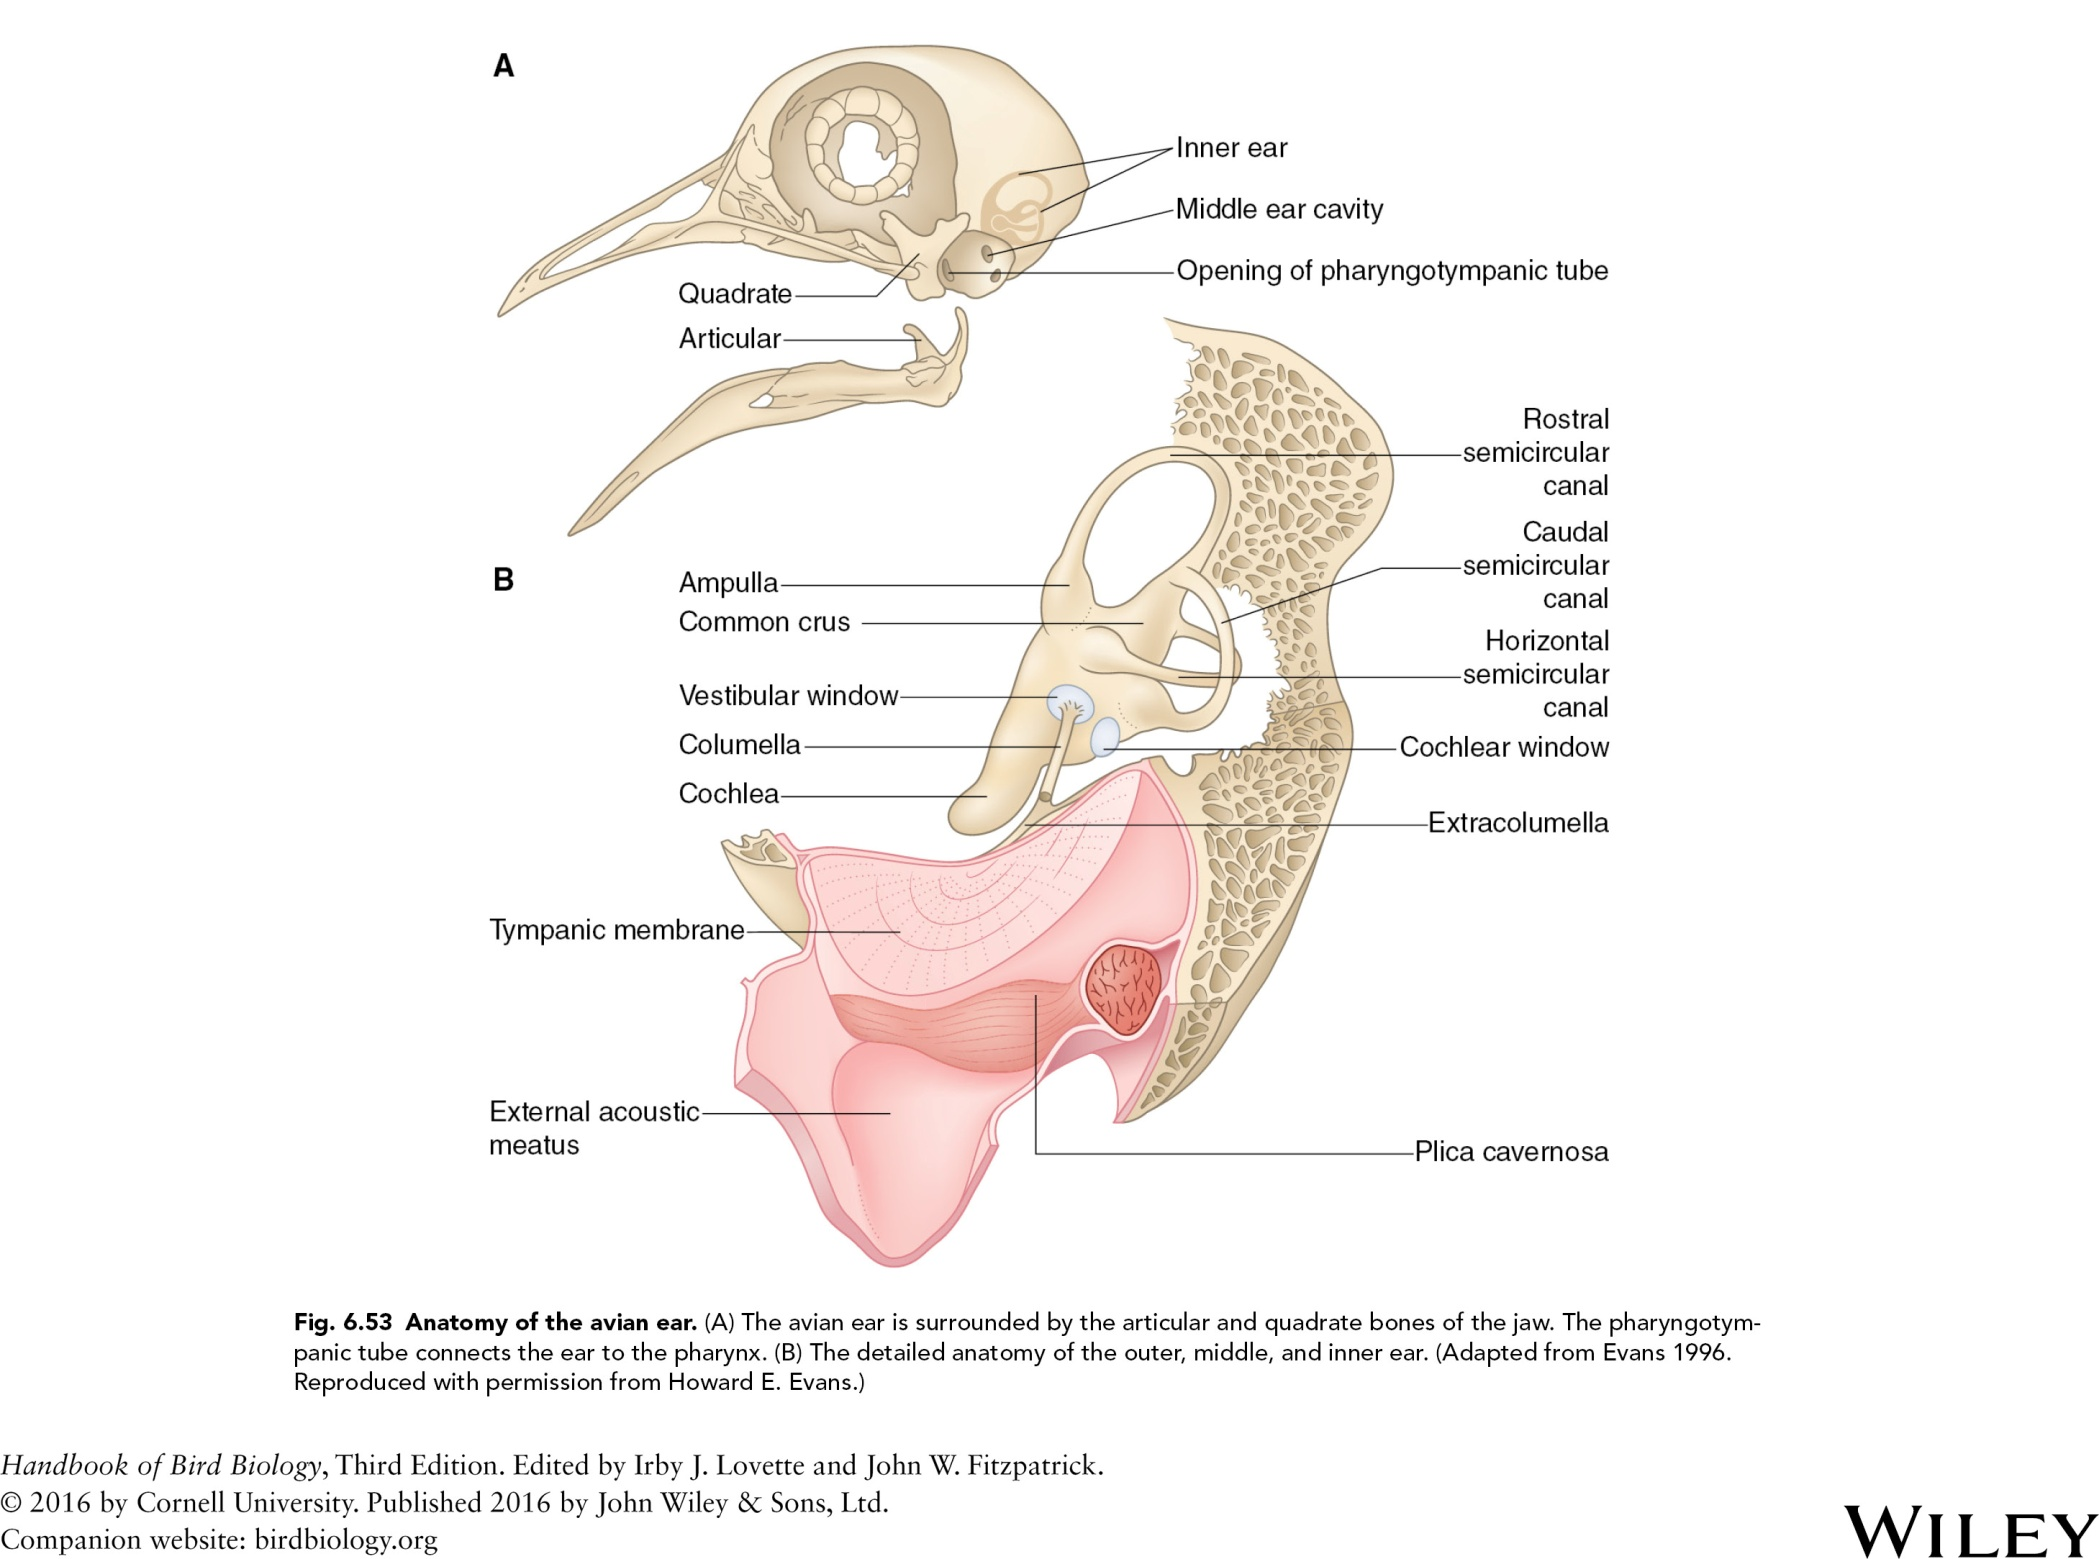 A
Inner ear
Middle ear cavity
Opening of pharyngotympanic tube
Quadrate
Articular
Rostral
semicircular
canal
Caudal
semicircular
canal
B
Ampulla
Common crus
Horizontal
semicircular
canal
Vestibular window
Columella
Cochlear window
Cochlea
Extracolumella
Tympanic membrane
External acoustic
meatus
Plica cavernosa
Fig. 6.53 Anatomy of the avian ear. (A) The avian ear is surrounded by the articular and quadrate bones of the jaw. The pharyngotym-
panic tube connects the ear to the pharynx. (B) The detailed anatomy of the outer, middle, and inner ear. (Adapted from Evans 1996.
Reproduced with permission from Howard E. Evans.)
Handbook of Bird Biology, Third Edition. Edited by Irby J. Lovette and John W. Fitzpatrick.
© 2016 by Cornell University. Published 2016 by John Wiley & Sons, Ltd.
Companion website: birdbiology.org
WILEY